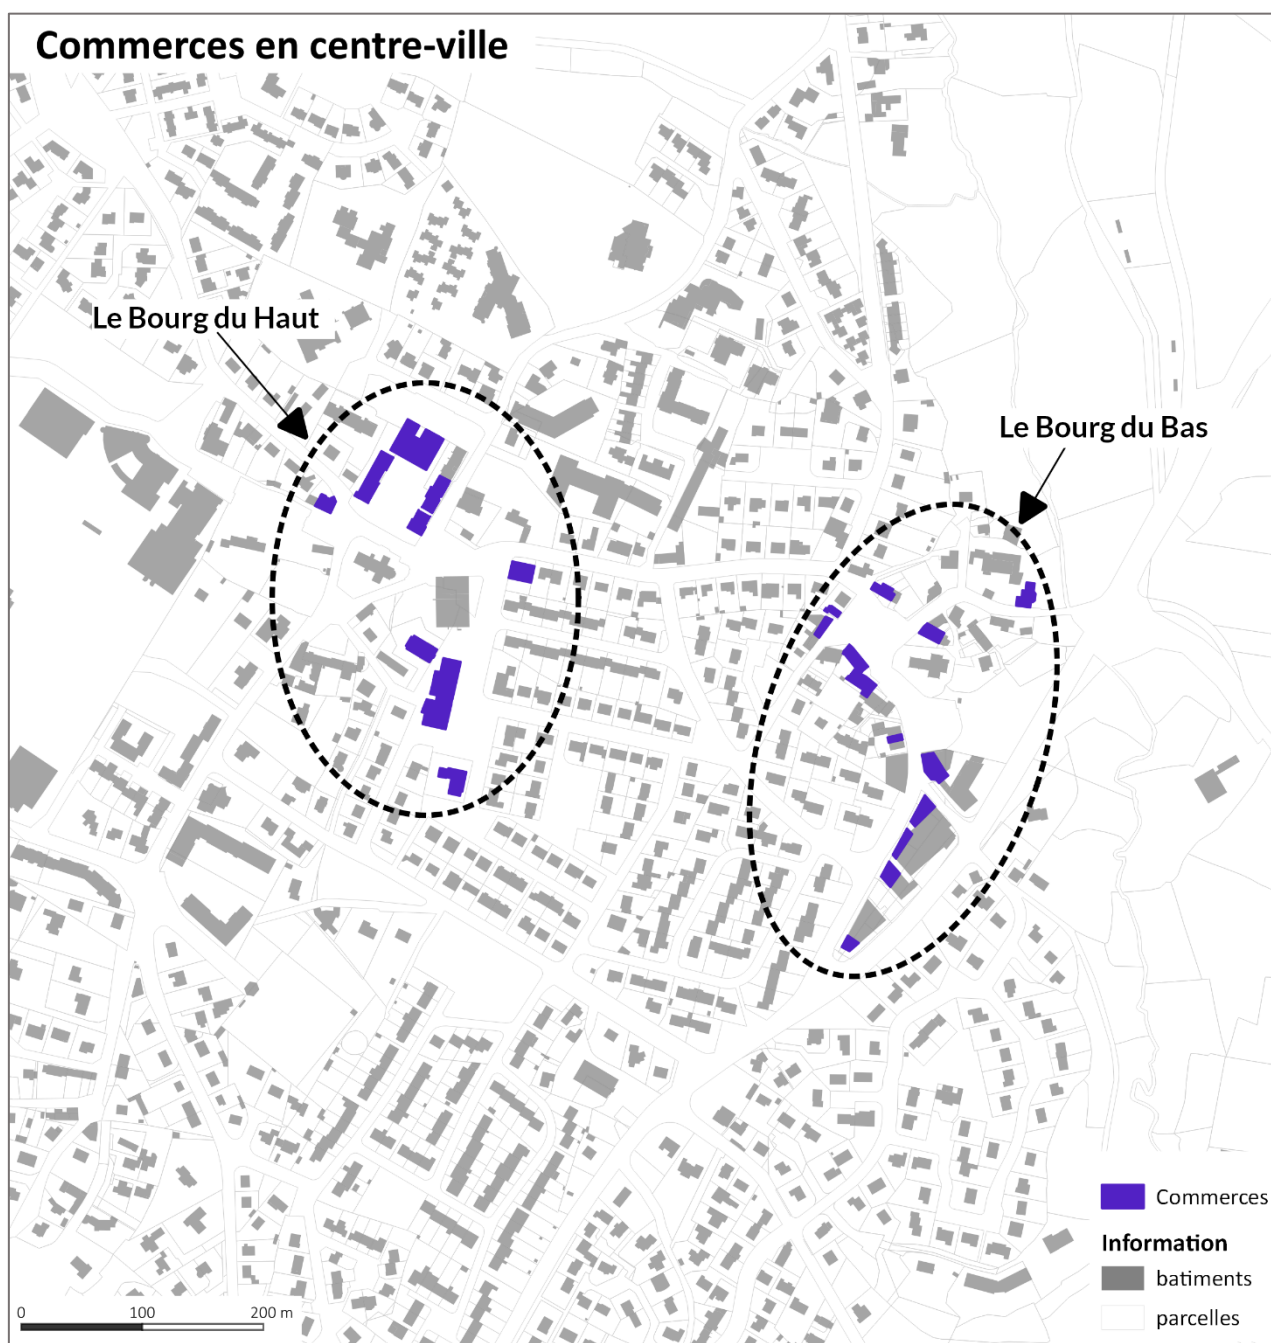 Commerces en centre-ville
Le Bourg du Haut
Le Bourg du Bas
Commerces
Information
batiments
parcelles
0 100 200 m